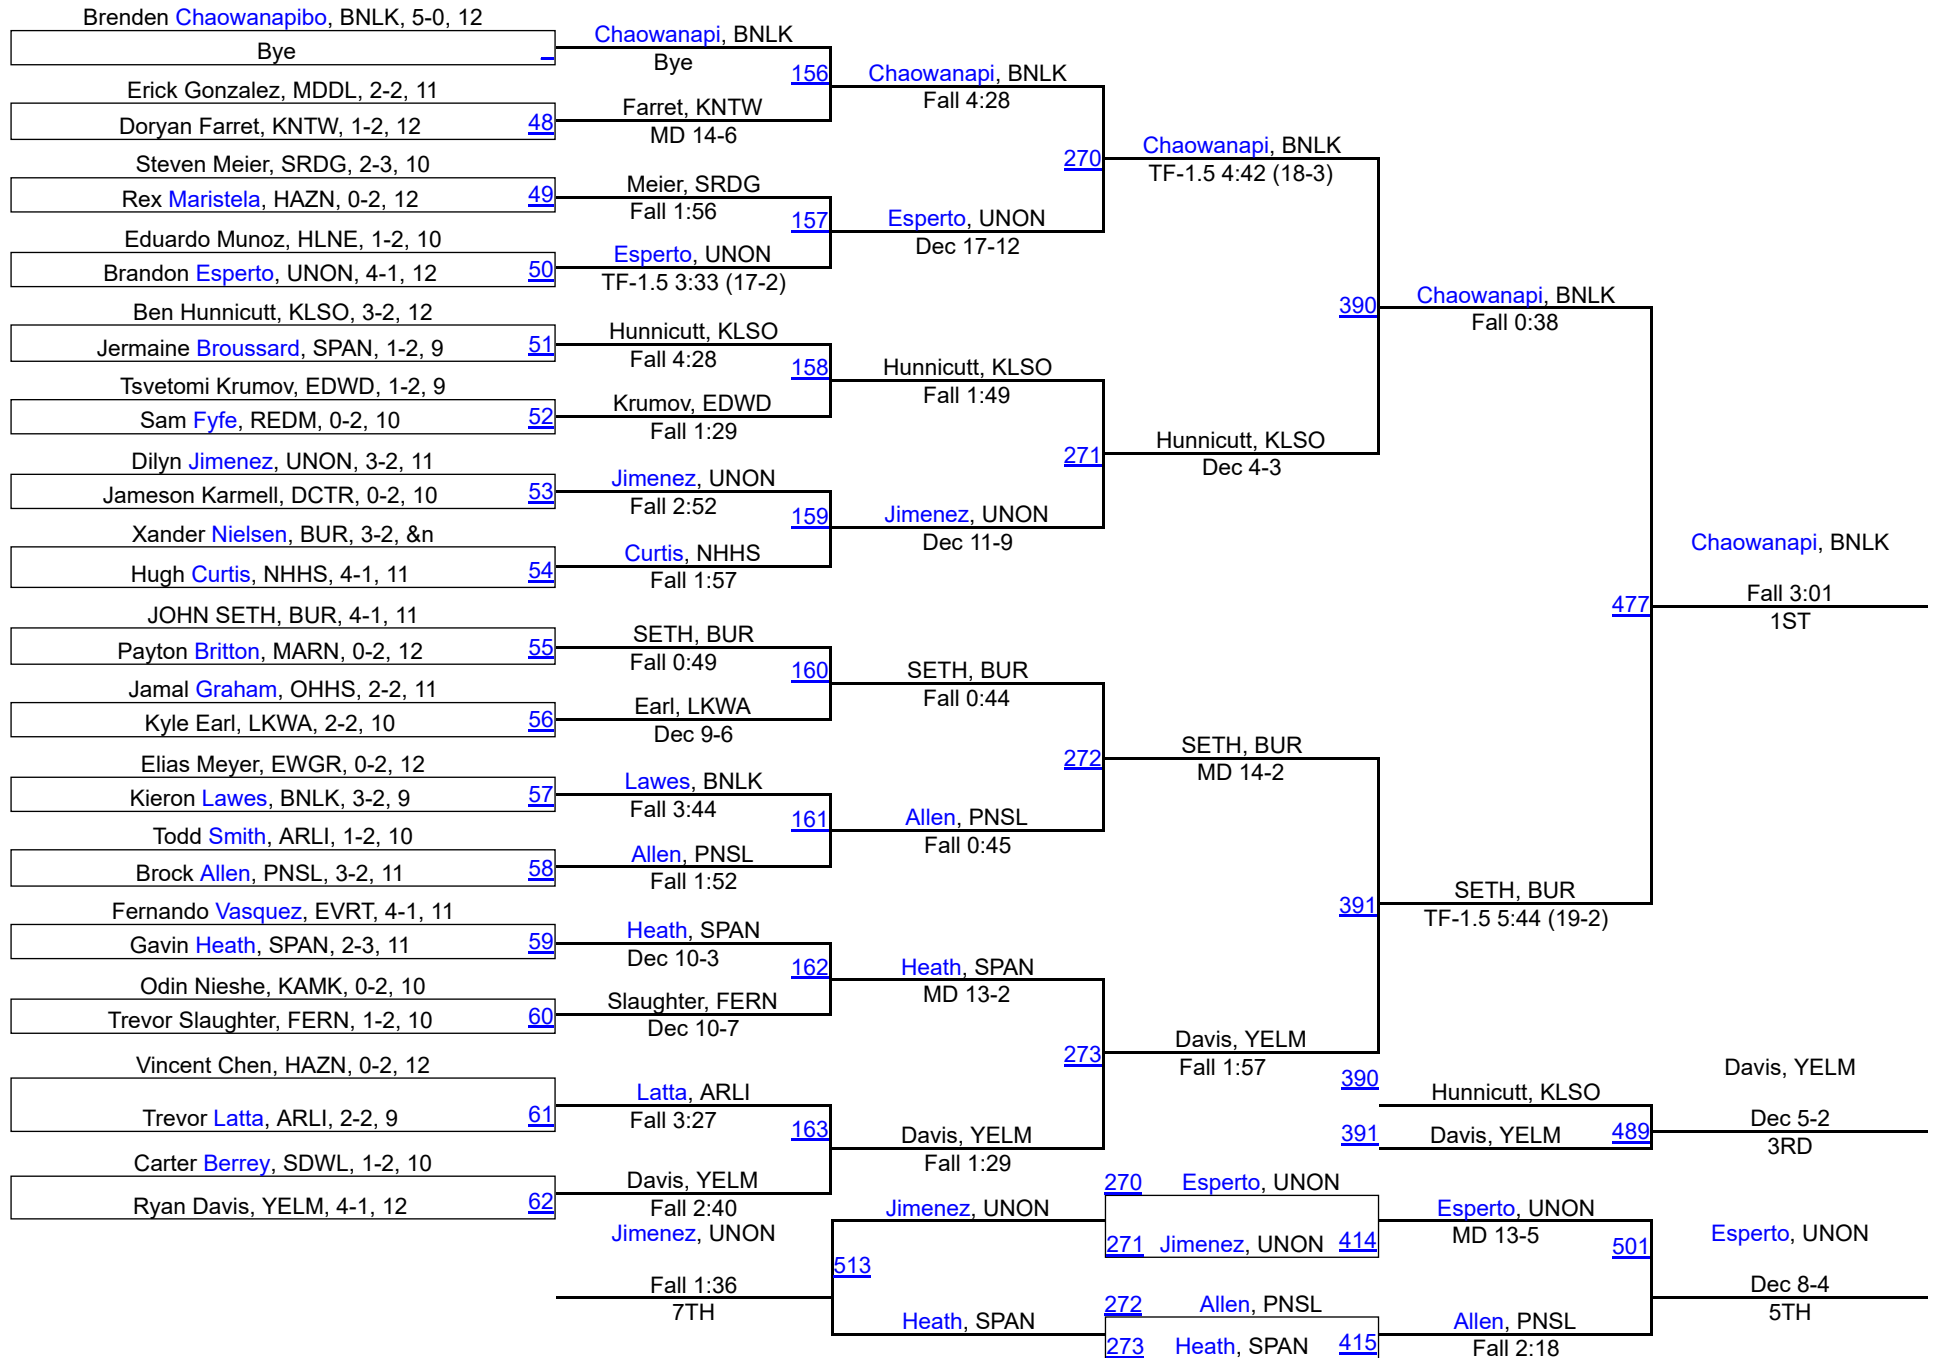 Brenden Chaowanapibo, BNLK, 5-0, 12
Bye
Erick Gonzalez, MDDL, 2-2, 11
Doryan Farret, KNTW, 1-2, 12 48
Steven Meier, SRDG, 2-3, 10
Rex Maristela, HAZN, 0-2, 12 49
Eduardo Munoz, HLNE, 1-2, 10
Brandon Esperto, UNON, 4-1, 12 50
Ben Hunnicutt, KLSO, 3-2, 12
Jermaine Broussard, SPAN, 1-2, 9 51
Tsvetomi Krumov, EDWD, 1-2, 9
Sam Fyfe, REDM, 0-2, 10 52
Dilyn Jimenez, UNON, 3-2, 11
Jameson Karmell, DCTR, 0-2, 10 53
Xander Nielsen, BUR, 3-2, &n
Hugh Curtis, NHHS, 4-1, 11 54
JOHN SETH, BUR, 4-1, 11
Payton Britton, MARN, 0-2, 12 55
Jamal Graham, OHHS, 2-2, 11
Kyle Earl, LKWA, 2-2, 10 56
Elias Meyer, EWGR, 0-2, 12
Kieron Lawes, BNLK, 3-2, 9 57
Todd Smith, ARLI, 1-2, 10
Brock Allen, PNSL, 3-2, 11 58
Fernando Vasquez, EVRT, 4-1, 11
Gavin Heath, SPAN, 2-3, 11 59
Odin Nieshe, KAMK, 0-2, 10
Trevor Slaughter, FERN, 1-2, 10 60
Vincent Chen, HAZN, 0-2, 12
Trevor Latta, ARLI, 2-2, 9 61
Carter Berrey, SDWL, 1-2, 10
Ryan Davis, YELM, 4-1, 12 62
Chaowanapi, BNLK
Bye
156
Farret, KNTW
MD 14-6
Meier, SRDG
Fall 1:56
157
Esperto, UNON
TF-1.5 3:33 (17-2)
Hunnicutt, KLSO
Fall 4:28
158
Krumov, EDWD
Fall 1:29
Jimenez, UNON
Fall 2:52
159
Curtis, NHHS
Fall 1:57
SETH, BUR
Fall 0:49
160
Earl, LKWA
Dec 9-6
Lawes, BNLK
Fall 3:44
161
Allen, PNSL
Fall 1:52
Heath, SPAN
Dec 10-3
162
Slaughter, FERN
Dec 10-7
Latta, ARLI
Fall 3:27
163
Davis, YELM
Fall 2:40
Chaowanapi, BNLK
Fall 4:28
270
Esperto, UNON
Dec 17-12
Hunnicutt, KLSO
Fall 1:49
271
Jimenez, UNON
Dec 11-9
SETH, BUR
Fall 0:44
272
Allen, PNSL
Fall 0:45
Heath, SPAN
MD 13-2
273
Davis, YELM
Fall 1:29
Chaowanapi, BNLK
TF-1.5 4:42 (18-3)
390
Hunnicutt, KLSO
Dec 4-3
SETH, BUR
MD 14-2
391
Davis, YELM
Fall 1:57
Chaowanapi, BNLK
Fall 0:38
477
SETH, BUR
TF-1.5 5:44 (19-2)
Chaowanapi, BNLK
Fall 3:01
1ST
390 Hunnicutt, KLSO
391 Davis, YELM 489
Davis, YELM
Dec 5-2
3RD
270 Esperto, UNON
271 Jimenez, UNON 414
272 Allen, PNSL
273 Heath, SPAN 415
Esperto, UNON
MD 13-5
501
Allen, PNSL
Fall 2:18
Esperto, UNON
Dec 8-4
5TH
Jimenez, UNON
513
Heath, SPAN
Jimenez, UNON
Fall 1:36
7TH